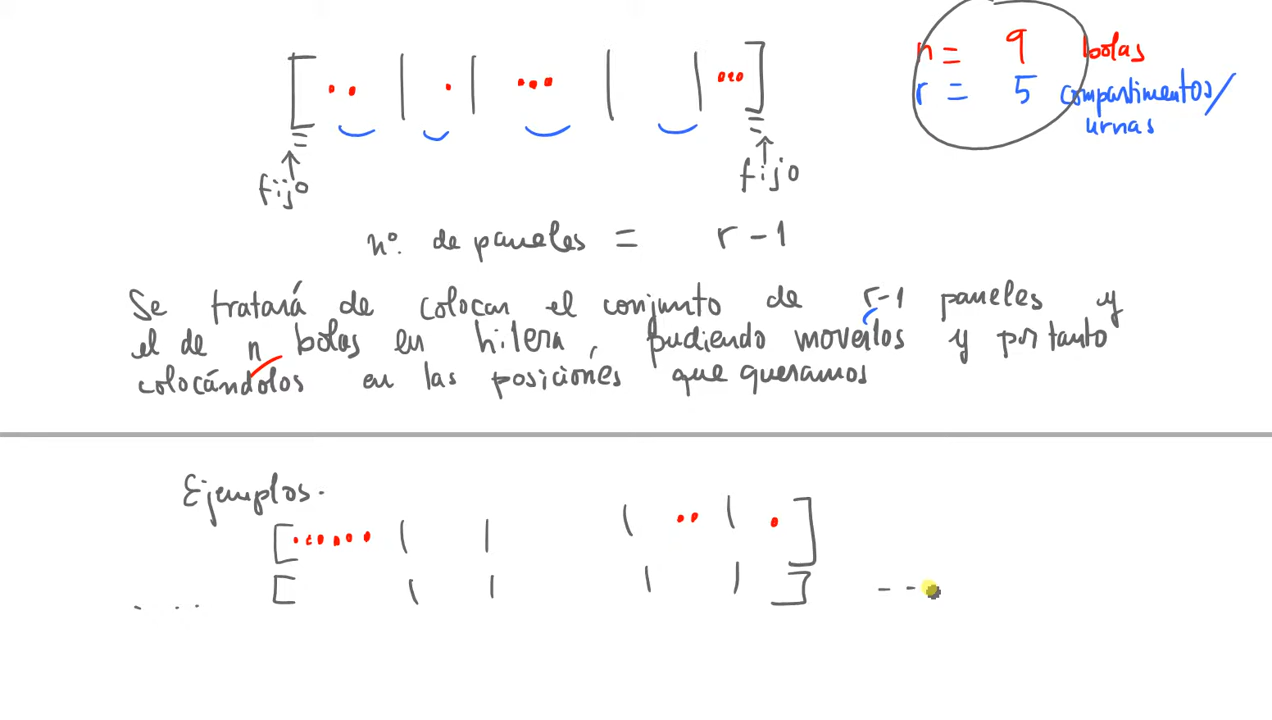 n = 9 bolas
r = 5 compartimentos/
urnas
fijo
fijo
nº. de paneles = r - 1
Se tratará de colocar el conjunto de r-1 paneles y
el de n bolas en hilera, pudiendo moverlos y por tanto
colocándolos en las posiciónes que queramos
Ejemplos.